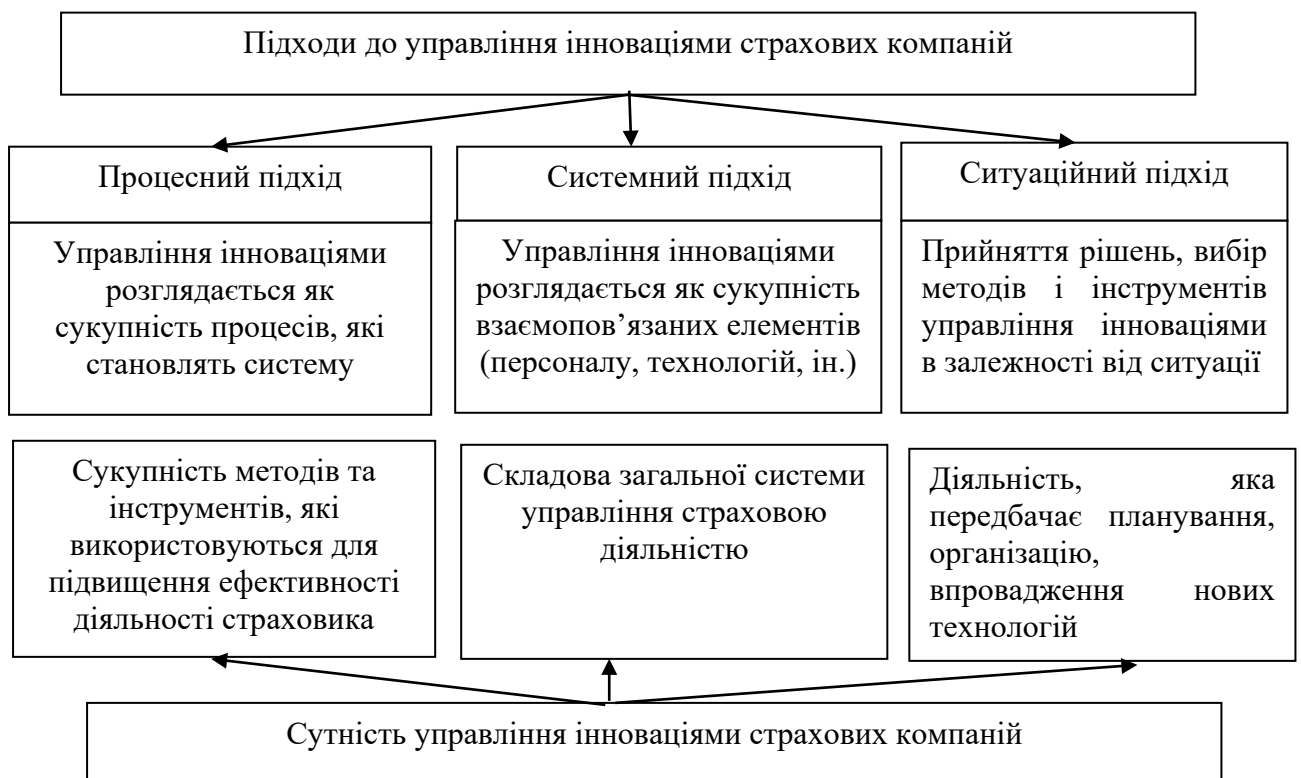 Підходи до управління інноваціями страхових компаній
Процесний підхід
Управління інноваціями
розглядається як
сукупність процесів, які
становлять систему
Системний підхід
Управління інноваціями
розглядається як сукупність
взаємопов’язаних елементів
(персоналу, технологій, ін.)
Ситуаційний підхід
Прийняття рішень, вибір
методів і інструментів
управління інноваціями
в залежності від ситуації
Сукупність методів та
інструментів, які
використовуються для
підвищення ефективності
діяльності страховика
Складова загальної системи
управління страховою
діяльністю
Діяльність, яка
передбачає планування,
організацію,
впровадження нових
технологій
Сутність управління інноваціями страхових компаній